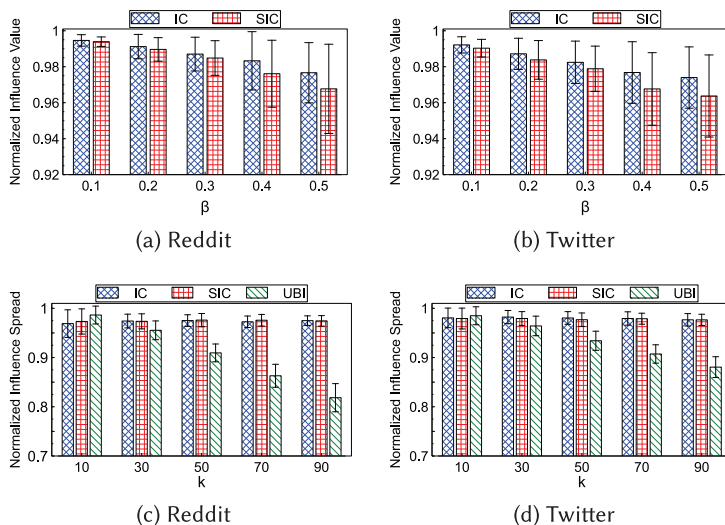 IC SIC
Normalized Influence Value
1
0.98
0.96
0.94
0.92
0.1 0.2 0.3 0.4 0.5
β
(a) Reddit
IC SIC
Normalized Influence Value
1
0.98
0.96
0.94
0.92
0.1 0.2 0.3 0.4 0.5
β
(b) Twitter
IC SIC UBI
Normalized Influence Spread
1
0.9
0.8
0.7
10 30 50 70 90
k
(c) Reddit
IC SIC UBI
Normalized Influence Spread
1
0.9
0.8
0.7
10 30 50 70 90
k
(d) Twitter